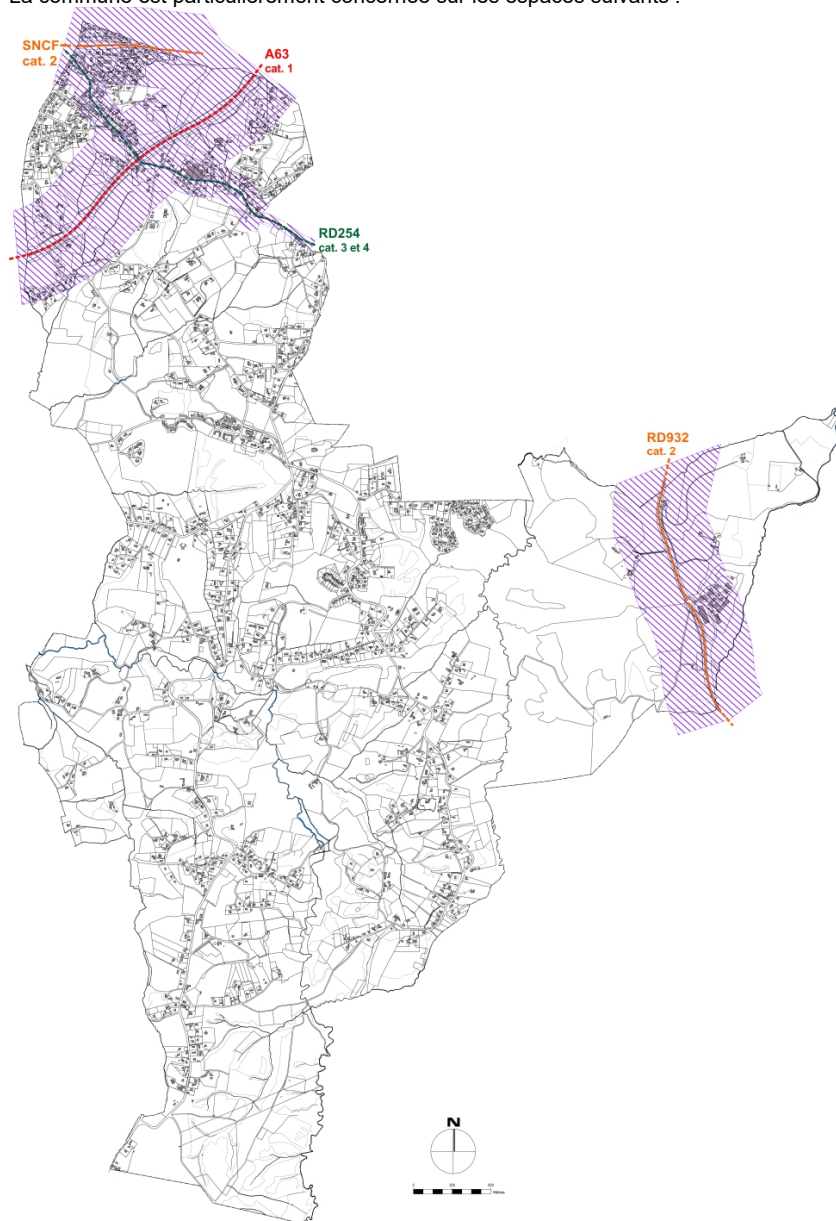 La commune est particulièrement concernée sur les espaces suivants :
SNCF
cat. 2
A63
cat. 1
RD254
cat. 3 et 4
RD932
cat. 2
N